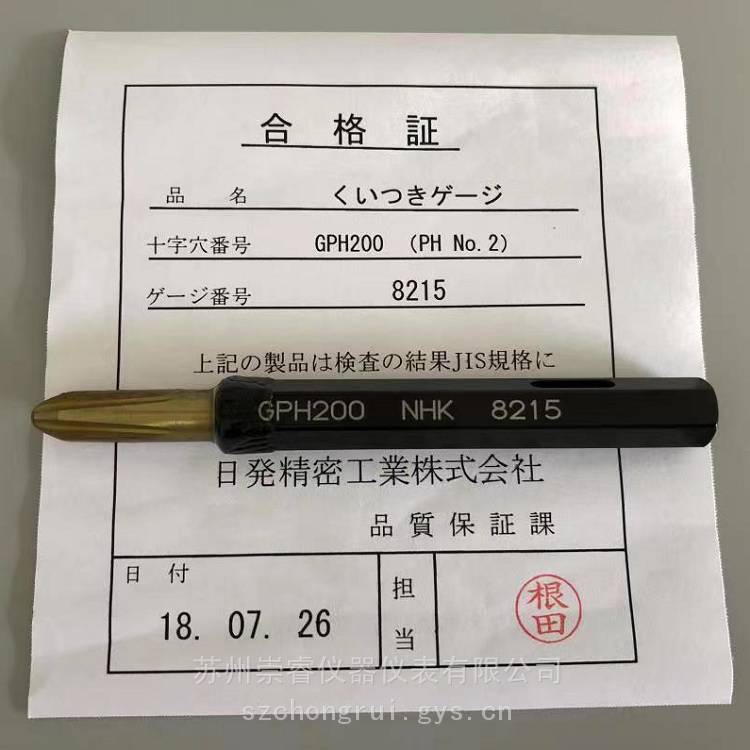 合格証
品 名 くいつきゲージ
十字穴番号 GPH200 (PH No.2)
ゲージ番号 8215
上記の製品は検査の結果JIS規格に
GPH200 NHK 8215
日発精密工業株式会社
品質保証課
日 付
18. 07. 26
担当
根田
苏州崇睿仪器仪表有限公司
szchongrui.gys.cn